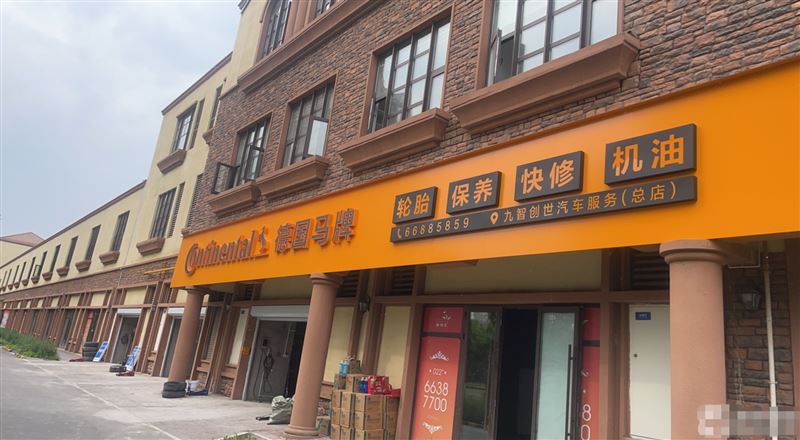 Continental 德国马牌
轮胎 保养 快修 机油
66885859 九智创世汽车服务(总店)
022
6638
7700
80